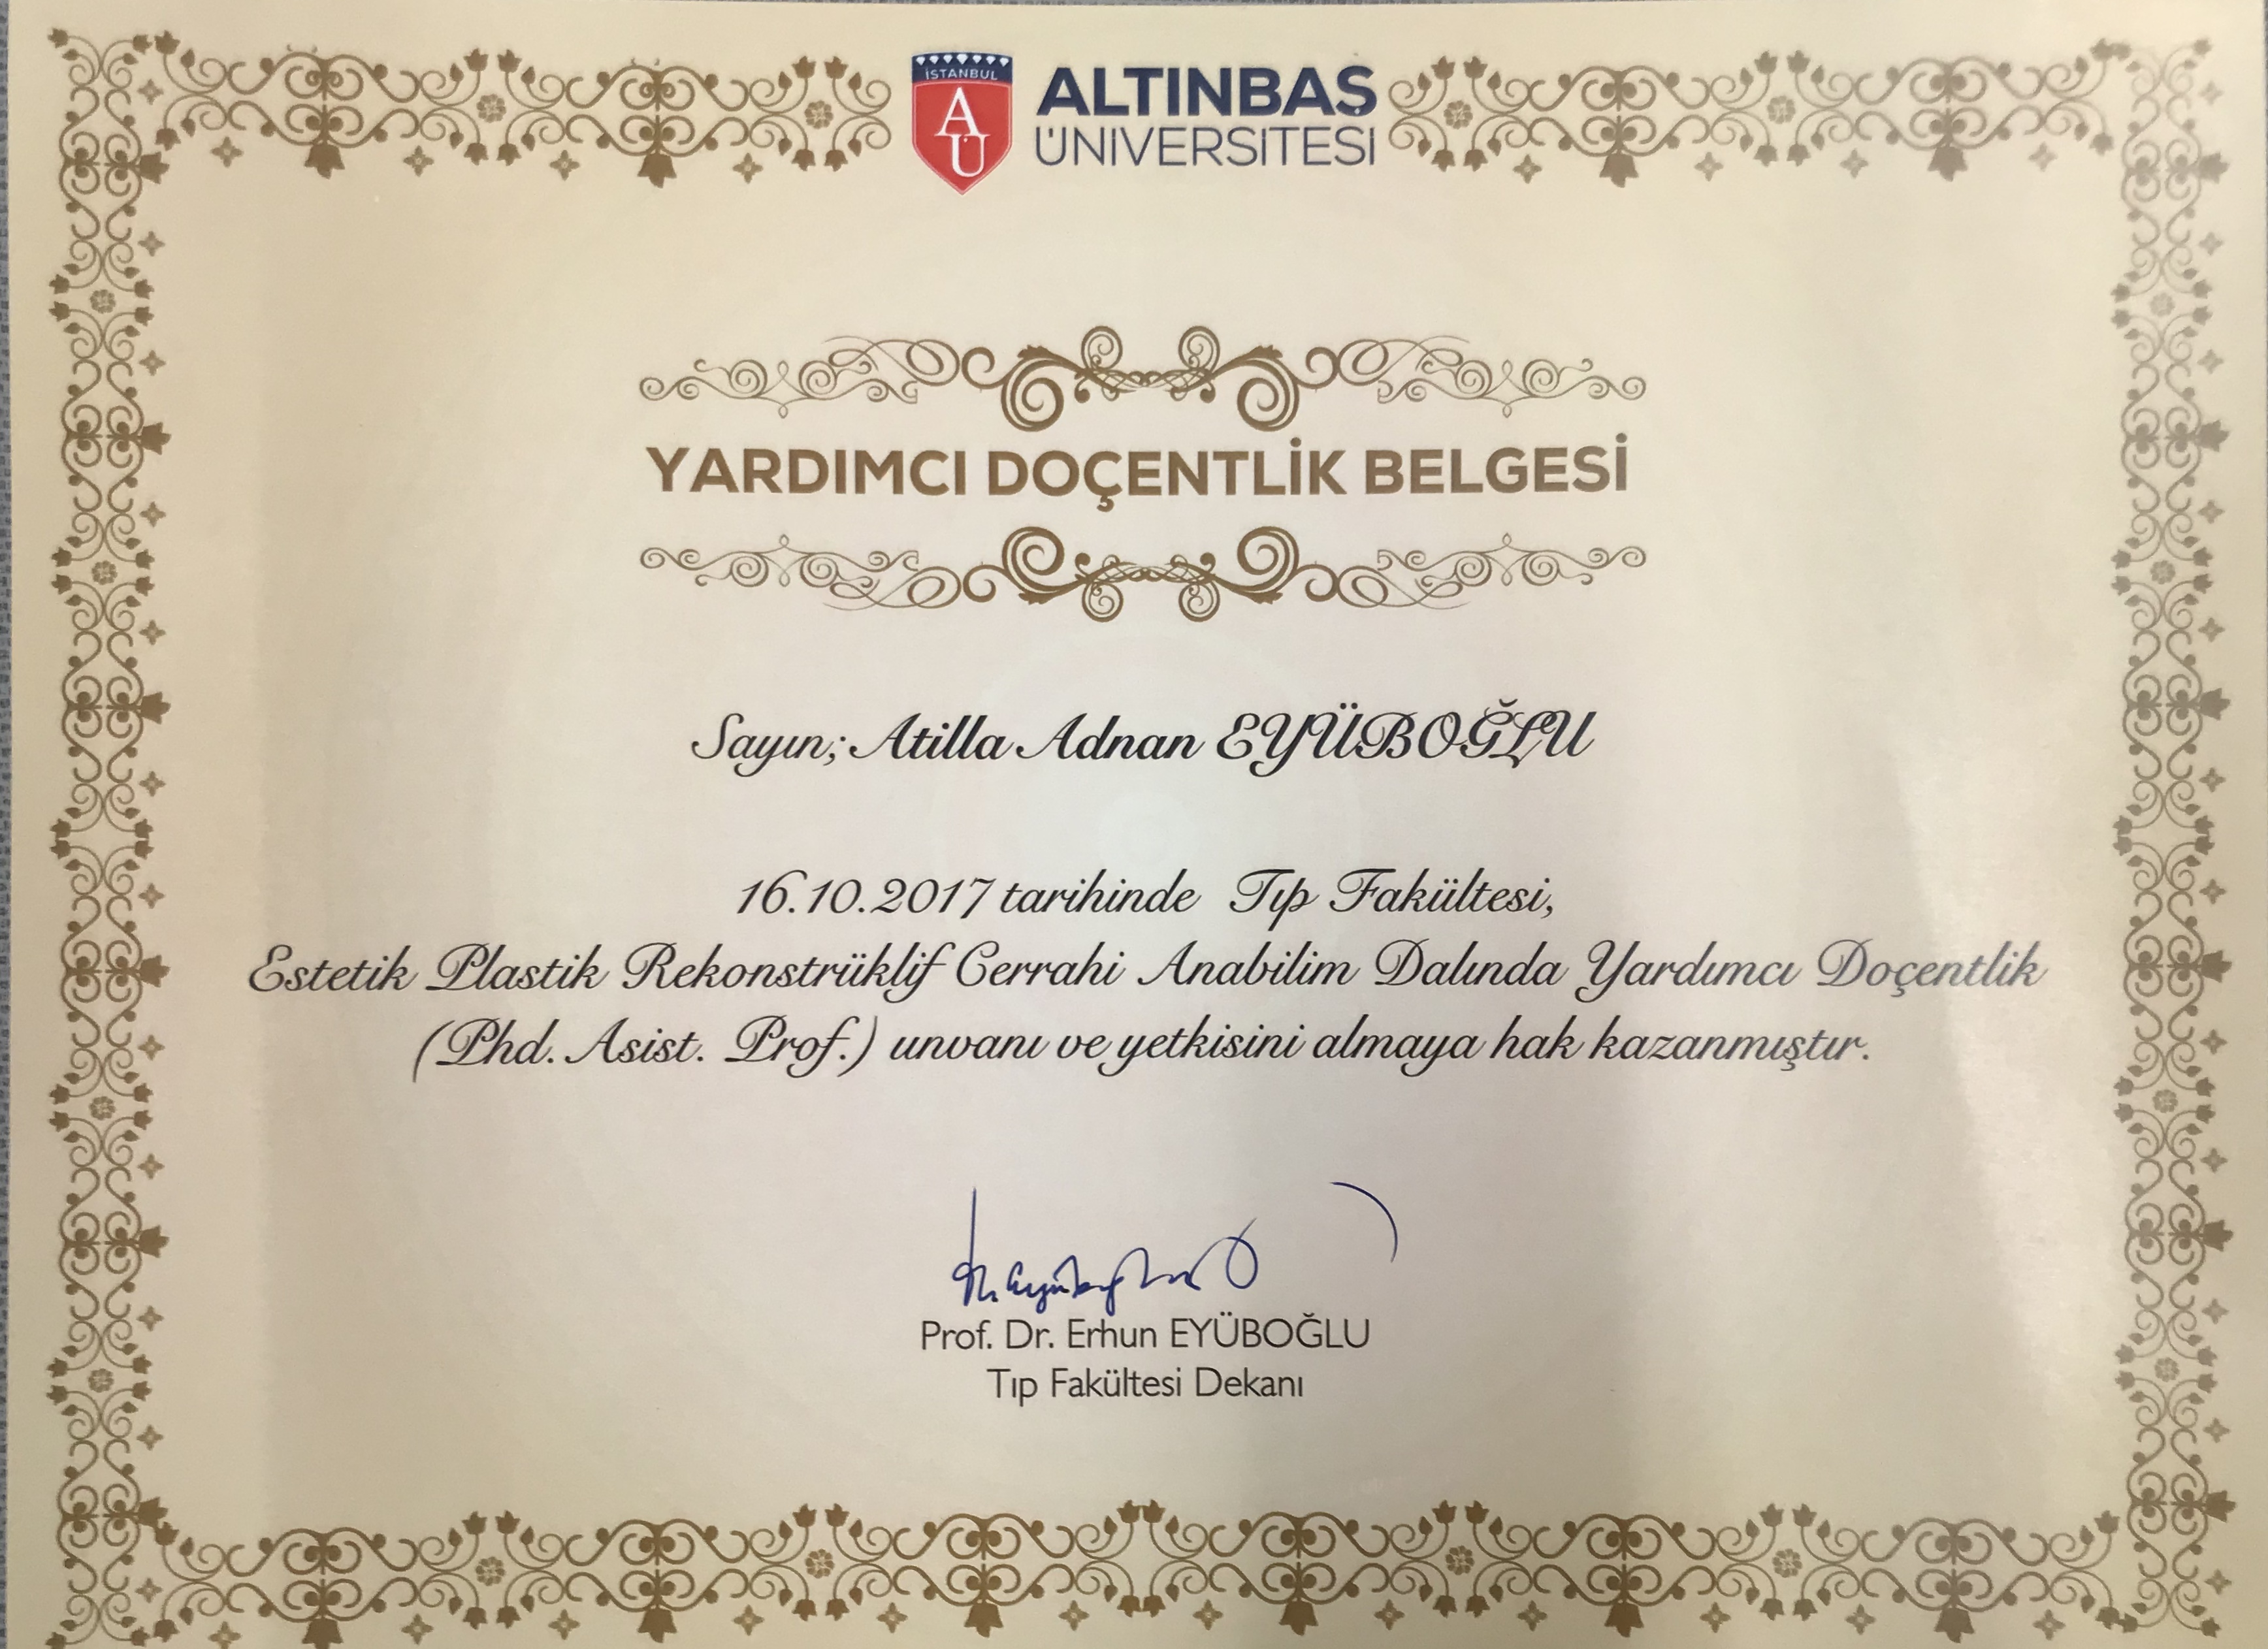 İSTANBUL
AÜ
ALTINBAŞ
ÜNİVERSİTESİ
YARDIMCI DOÇENTLİK BELGESİ
Sayın; Atilla Adnan EYÜBOĞLU
16.10.2017 tarihinde Tıp Fakültesi,
Estetik Plastik Rekonstrüklif Cerrahi Anabilim Dalında Yardımcı Doçentlik
(Phd. Asist. Prof.) unvanı ve yetkisini almaya hak kazanmıştır.
Prof. Dr. Erhun EYÜBOĞLU
Tıp Fakültesi Dekanı